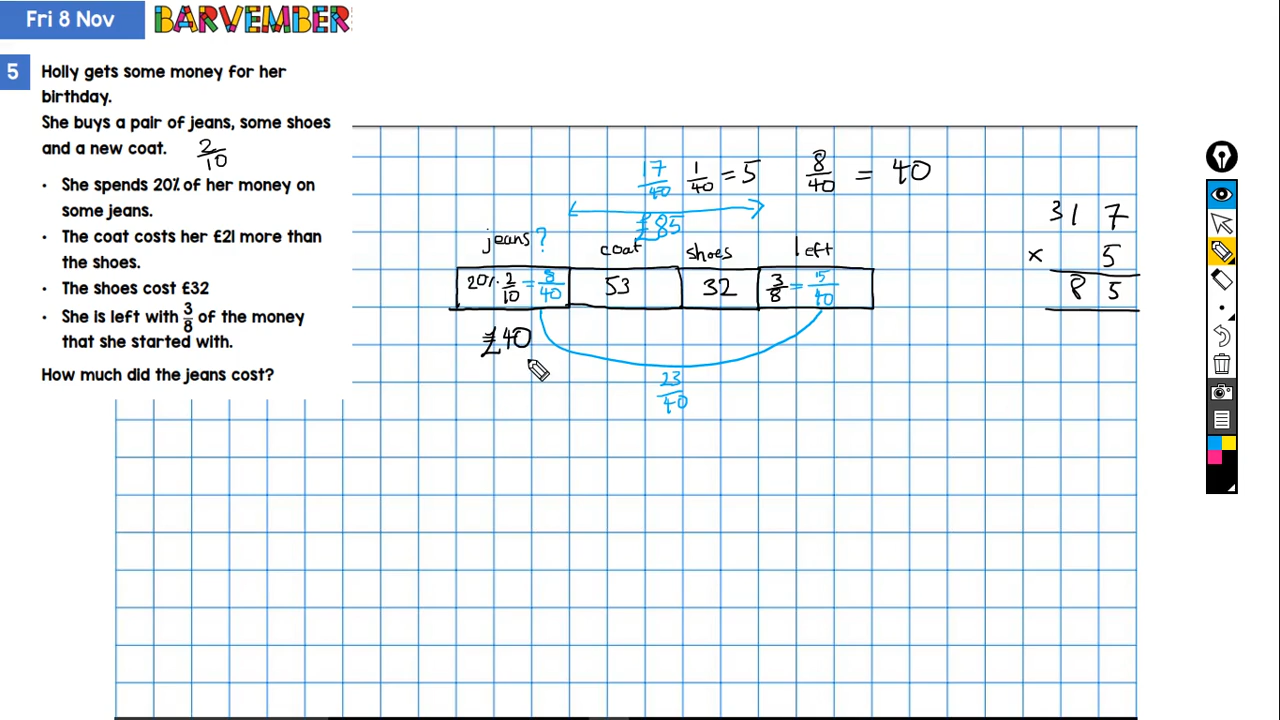 Fri 8 Nov
BARVEMBER
5
Holly gets some money for her
birthday.
She buys a pair of jeans, some shoes
and a new coat.
2/10
• She spends 20% of her money on
some jeans.
• The coat costs her £21 more than
the shoes.
• The shoes cost £32
• She is left with 3/8 of the money
that she started with.
How much did the jeans cost?
17/40 1/40 = 5 8/40 = 40
£85
jeans ? coat shoes left
20% 2/10 = 8/40 53 32 3/8 = 15/40
£40
23/40
31 7
x 5
8 5